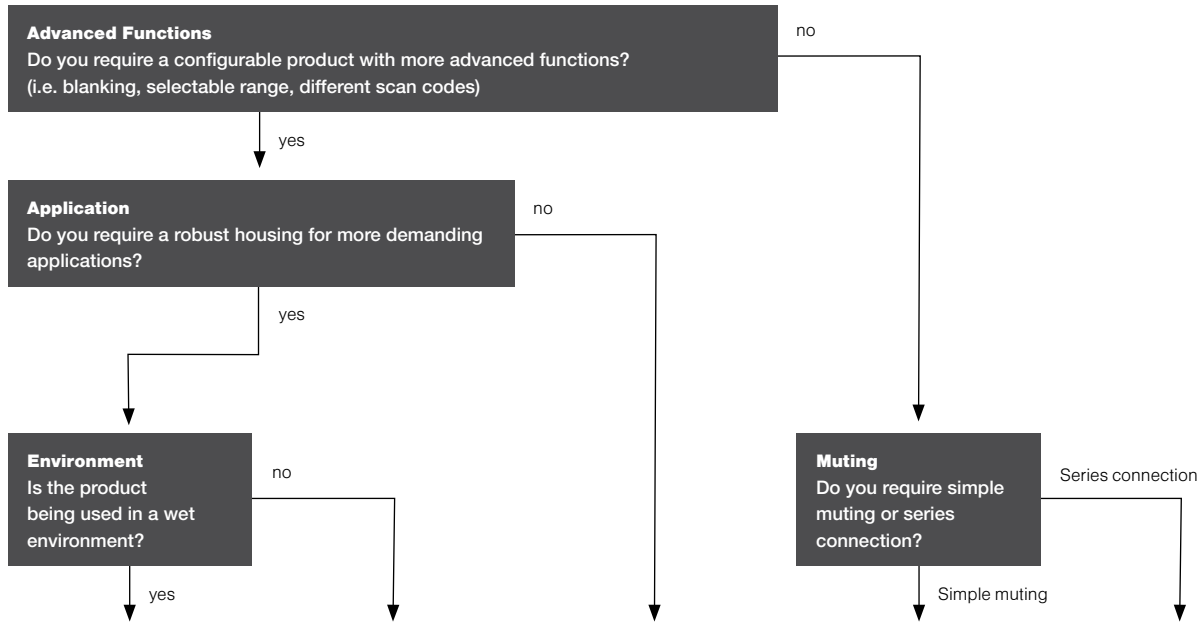 Advanced Functions
Do you require a configurable product with more advanced functions?
(i.e. blanking, selectable range, different scan codes)
no
yes
Application
Do you require a robust housing for more demanding
applications?
no
yes
Environment
Is the product
being used in a wet
environment?
no
yes
Muting
Do you require simple
muting or series
connection?
Series connection
Simple muting